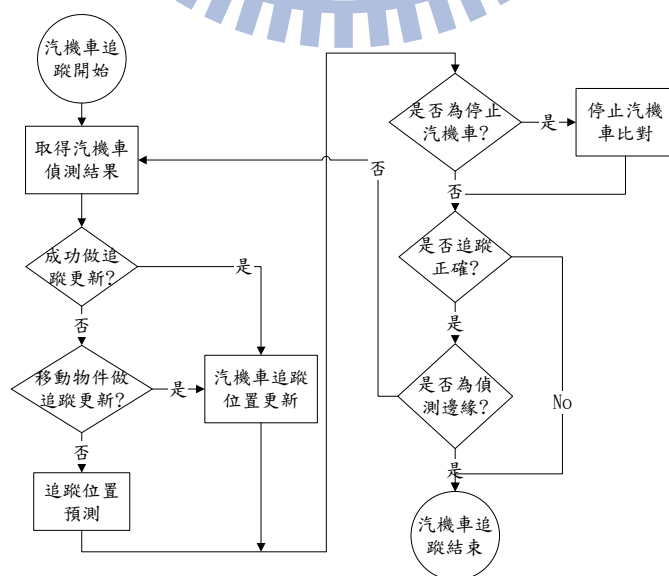 汽機車追
蹤開始
取得汽機車
偵測結果
成功做追
蹤更新?
是
否
移動物件做
追蹤更新?
是
汽機車追蹤
位置更新
否
追蹤位置
預測
是否為停止
汽機車?
是
停止汽機
車比對
否
否
是否追蹤
正確?
是
是否為偵
測邊緣?
No
是
汽機車追
蹤結束